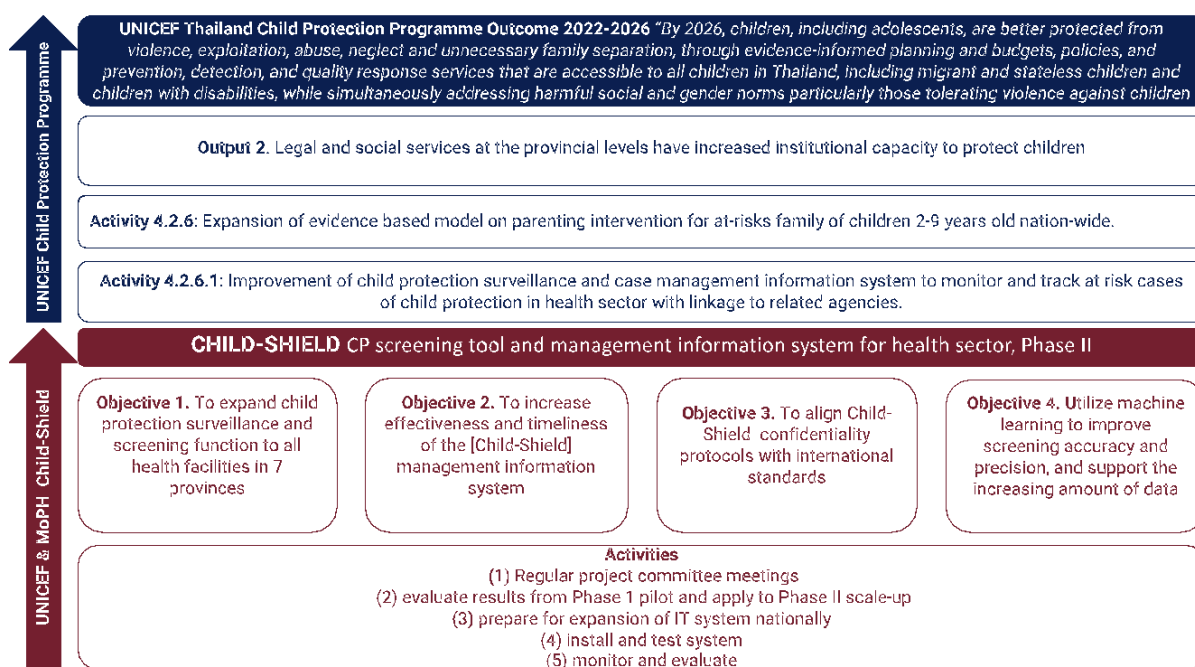 UNICEF Thailand Child Protection Programme Outcome 2022-2026 "By 2026, children, including adolescents, are better protected from
violence, exploitation, abuse, neglect and unnecessary family separation, through evidence-informed planning and budgets, policies, and
prevention, detection, and quality response services that are accessible to all children in Thailand, including migrant and stateless children and
children with disabilities, while simultaneously addressing harmful social and gender norms particularly those tolerating violence against children
UNICEF Child Protection Programme
Output 2. Legal and social services at the provincial levels have increased institutional capacity to protect children
Activity 4.2.6: Expansion of evidence based model on parenting intervention for at-risks family of children 2-9 years old nation-wide.
Activity 4.2.6.1: Improvement of child protection surveillance and case management information system to monitor and track at risk cases
of child protection in health sector with linkage to related agencies.
CHILD-SHIELD CP screening tool and management information system for health sector, Phase II
UNICEF & MoPH Child-Shield
Objective 1. To expand child
protection surveillance and
screening function to all
health facilities in 7
provinces
Objective 2. To increase
effectiveness and timeliness
of the [Child-Shield]
management information
system
Objective 3. To align Child-
Shield confidentiality
protocols with international
standards
Objective 4. Utilize machine
learning to improve
screening accuracy and
precision, and support the
increasing amount of data
Activities
(1) Regular project committee meetings
(2) evaluate results from Phase 1 pilot and apply to Phase II scale-up
(3) prepare for expansion of IT system nationally
(4) install and test system
(5) monitor and evaluate